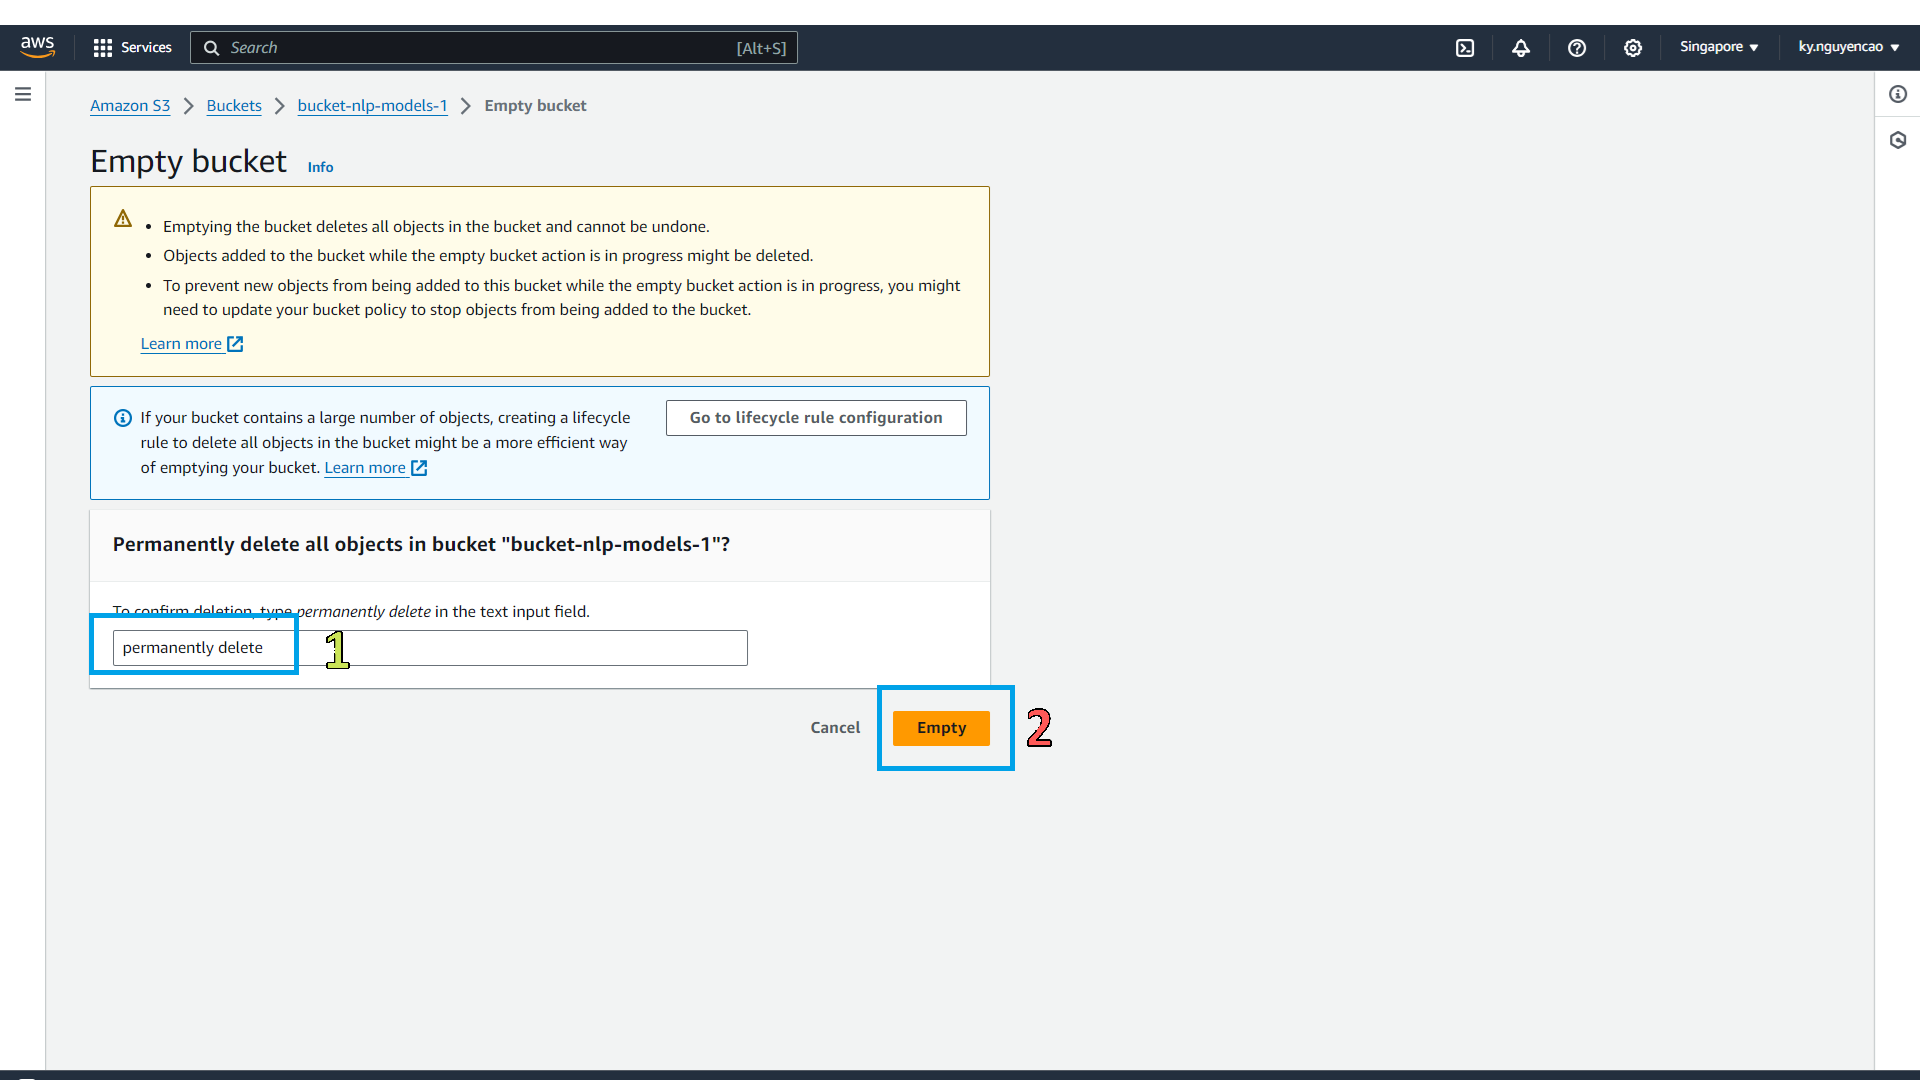 aws
Services
Search
[Alt+S]
Singapore
ky.nguyencao
Amazon S3
Buckets
bucket-nlp-models-1
Empty bucket
Empty bucket
Info
Emptying the bucket deletes all objects in the bucket and cannot be undone.
Objects added to the bucket while the empty bucket action is in progress might be deleted.
To prevent new objects from being added to this bucket while the empty bucket action is in progress, you might
need to update your bucket policy to stop objects from being added to the bucket.
Learn more
If your bucket contains a large number of objects, creating a lifecycle
rule to delete all objects in the bucket might be a more efficient way
of emptying your bucket. Learn more
Go to lifecycle rule configuration
Permanently delete all objects in bucket "bucket-nlp-models-1"?
To confirm deletion, type permanently delete in the text input field.
permanently delete
1
Cancel
Empty
2